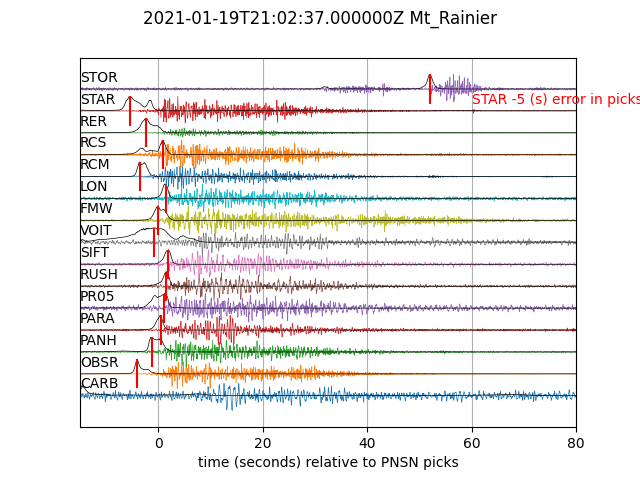 2021-01-19T21:02:37.000000Z Mt_Rainier
STOR
STAR
STAR -5 (s) error in picks
RER
RCS
RCM
LON
FMW
VOIT
SIFT
RUSH
PR05
PARA
PANH
OBSR
CARB
0 20 40 60 80
time (seconds) relative to PNSN picks